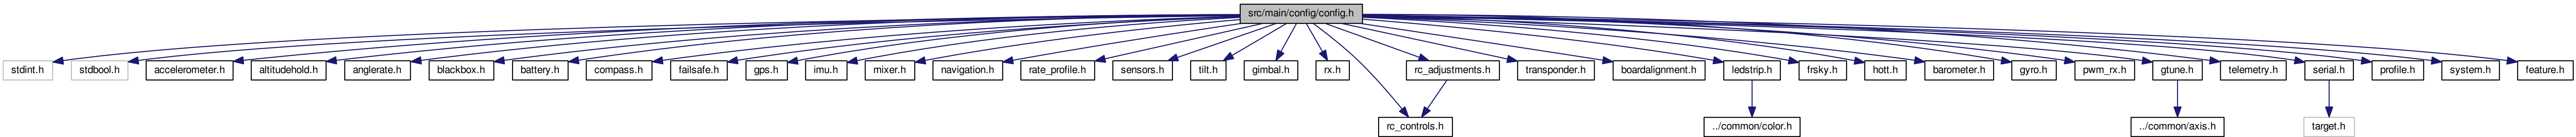 src/main/config/config.h
stdint.h
stdbool.h
accelerometer.h
altitudehold.h
anglerate.h
blackbox.h
battery.h
compass.h
failsafe.h
gps.h
imu.h
mixer.h
navigation.h
rate_profile.h
sensors.h
tilt.h
gimbal.h
rx.h
rc_adjustments.h
transponder.h
boardalignment.h
ledstrip.h
frsky.h
hott.h
barometer.h
gyro.h
pwm_rx.h
gtune.h
telemetry.h
serial.h
profile.h
system.h
feature.h
rc_controls.h
../common/color.h
../common/axis.h
target.h